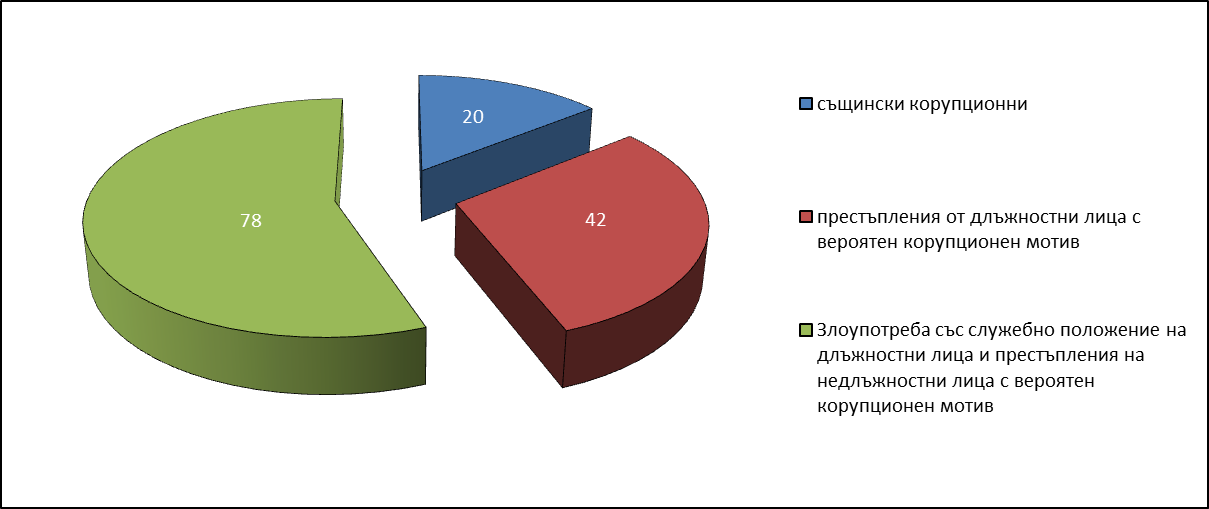 20
42
78
същински корупционни
престъпления от длъжностни лица с
вероятен корупционен мотив
Злоупотреба със служебно положение на
длъжностни лица и престъпления на
недлъжностни лица с вероятен
корупционен мотив